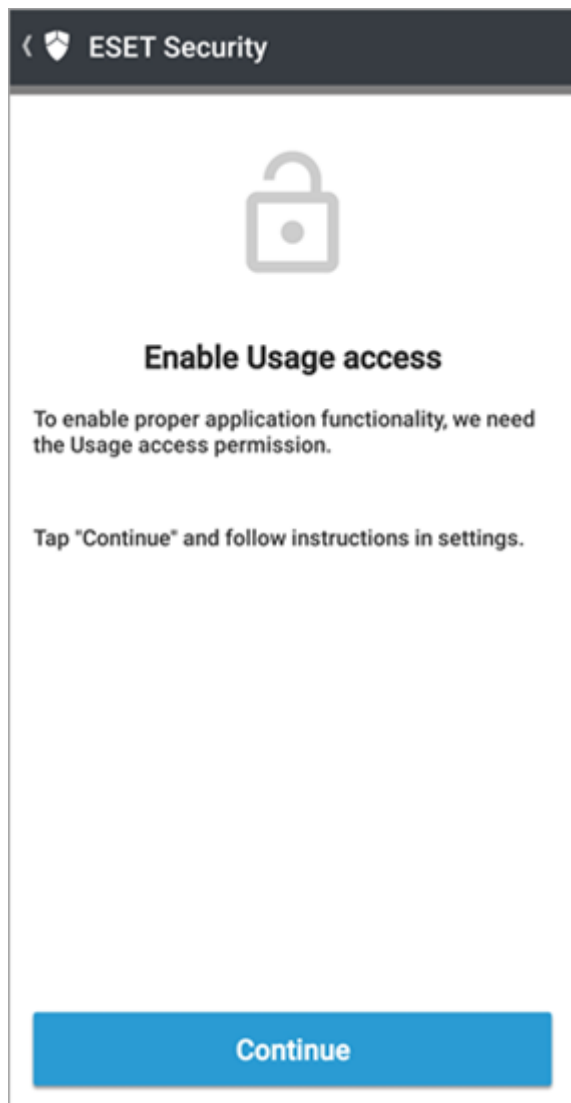 ESET Security
Enable Usage access
To enable proper application functionality, we need
the Usage access permission.
Tap "Continue" and follow instructions in settings.
Continue